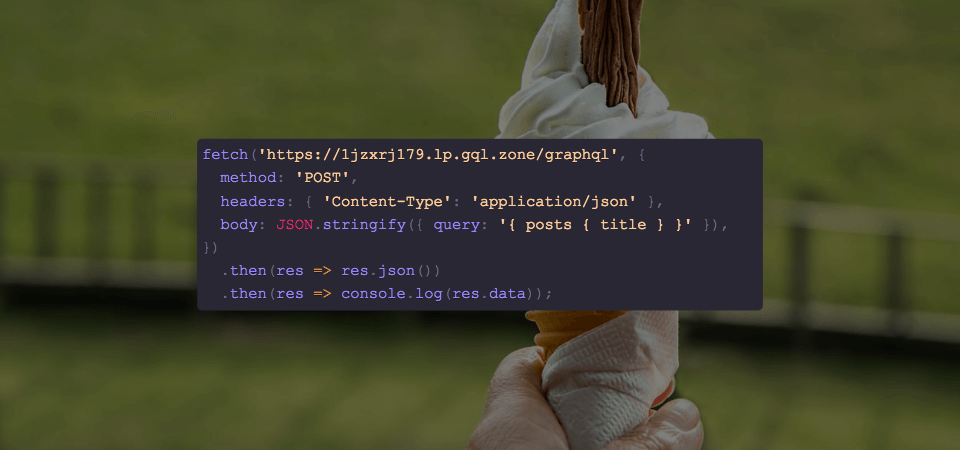 fetch('https://1jzxrj179.lp.gql.zone/graphql', {
  method: 'POST',
  headers: { 'Content-Type': 'application/json' },
  body: JSON.stringify({ query: '{ posts { title } }' }),
})
  .then(res => res.json())
  .then(res => console.log(res.data));